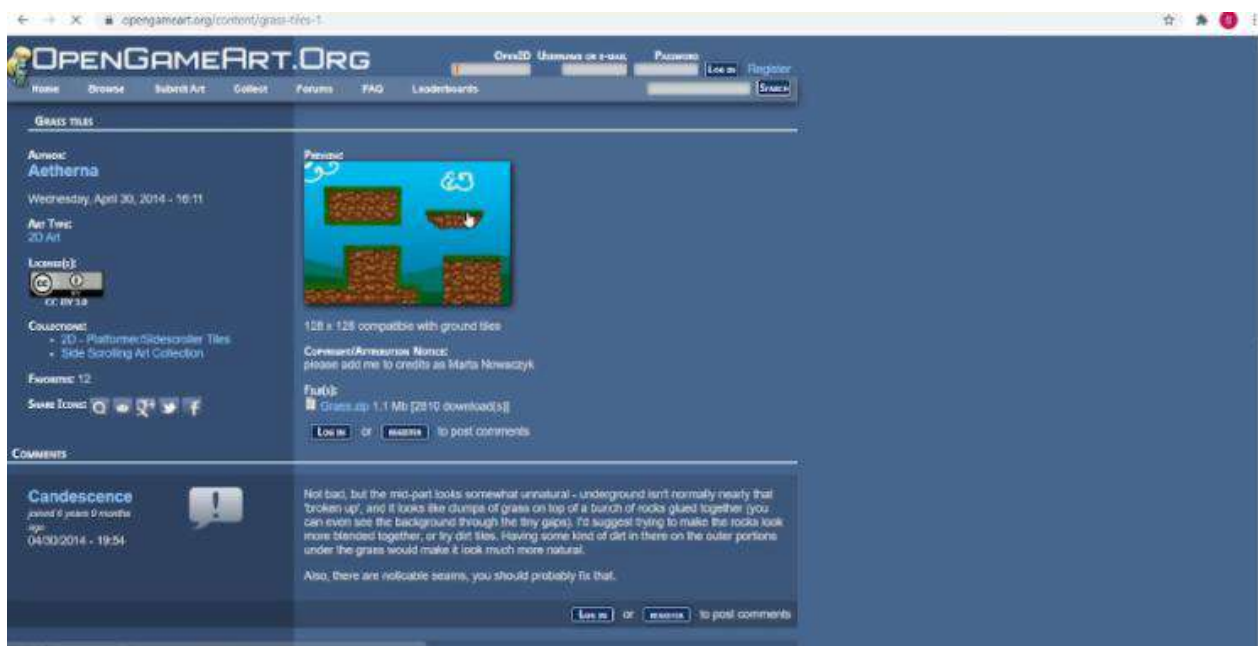 opengameart.org/content/grass-tiles-1
OpenGameArt.Org
OpenID Username or e-mail Password
Log in Register
Home Browse Submit Art Collect Forums FAQ Leaderboards
Search
Grass tiles
Author:
Aetherna
Wednesday, April 30, 2014 - 16:11
Art Type:
2D Art
License(s):
CC BY 3.0
Collections:
2D - Platformer/Sidescroller Tiles
Side Scrolling Art Collection
Favorites: 12
Share Icons:
Preview:
128 x 128 compatible with ground tiles
Copyright/Attribution Notice:
please add me to credits as Marta Nowaczyk
File(s):
Grass.zip 1.1 Mb [2810 download(s)]
Log in or register to post comments
Comments
Candescence
joined 6 years 9 months
ago
04/30/2014 - 19:54
Not bad, but the mid-part looks somewhat unnatural - underground isn't normally nearly that
'broken up', and it looks like clumps of grass on top of a bunch of rocks glued together (you
can even see the background through the tiny gaps). I'd suggest trying to make the rocks look
more blended together, or try dirt tiles. Having some kind of dirt in there on the outer portions
under the grass would make it look much more natural.
Also, there are noticable seams, you should probably fix that.
Log in or register to post comments